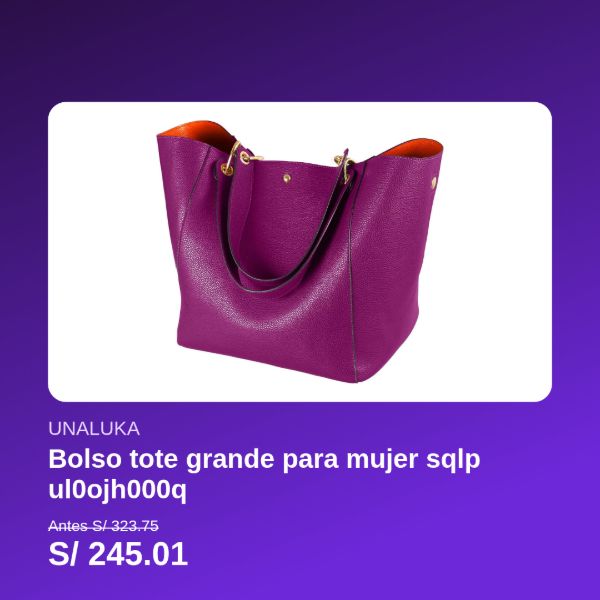 UNALUKA
Bolso tote grande para mujer sqlp
ul0ojh000q
Antes S/ 323.75
S/ 245.01